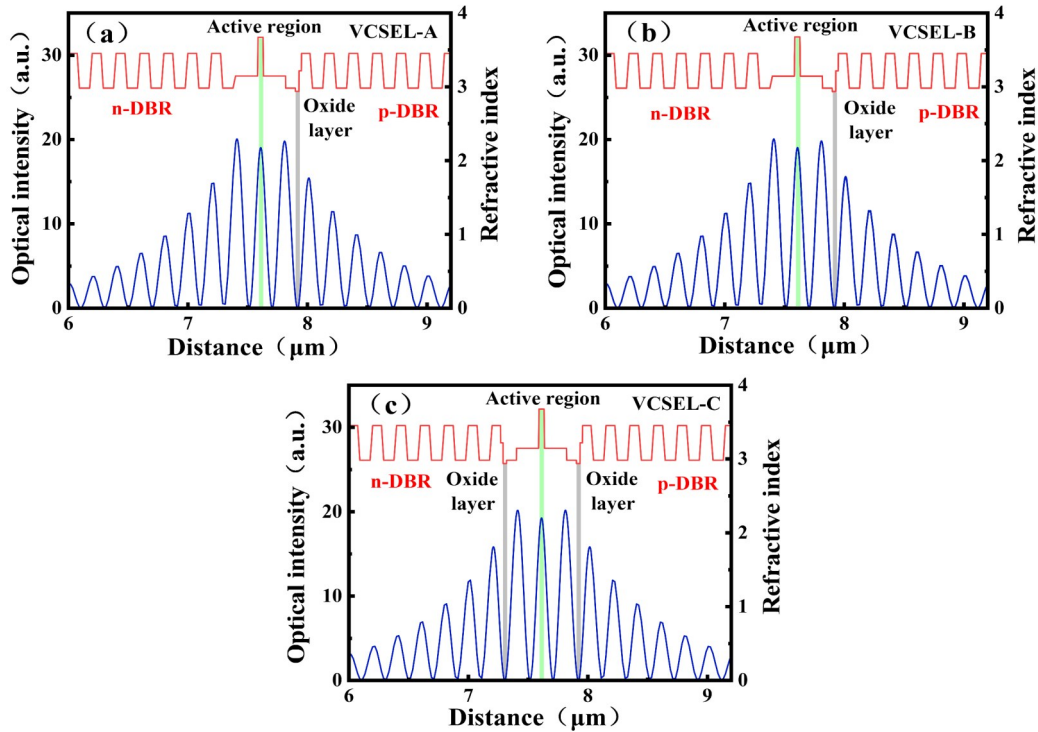 (a)
Active region
VCSEL-A
n-DBR
Oxide
layer
p-DBR
Optical intensity (a.u.)
Refractive index
0
10
20
30
0
1
2
3
4
6
7
8
9
Distance (μm)
(b)
Active region
VCSEL-B
n-DBR
Oxide
layer
p-DBR
Optical intensity (a.u.)
Refractive index
0
10
20
30
0
1
2
3
4
6
7
8
9
Distance (μm)
(c)
Active region
VCSEL-C
n-DBR
Oxide
layer
Oxide
layer
p-DBR
Optical intensity (a.u.)
Refractive index
0
10
20
30
0
1
2
3
4
6
7
8
9
Distance (μm)